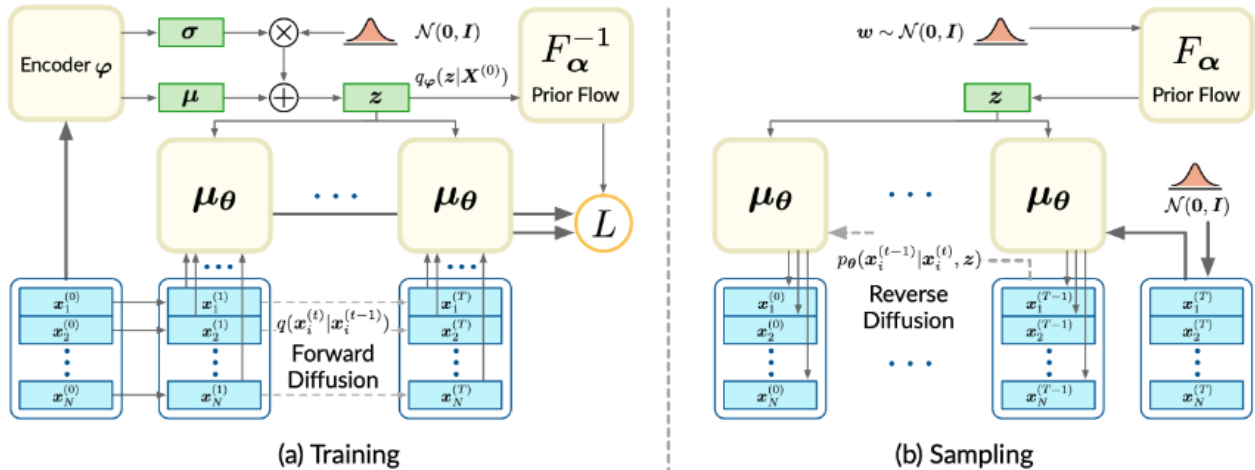 Encoder φ
σ
×
𝒩(0, I)
F_α^{-1}
Prior Flow
μ
+
z
q_φ(z|X^{(0)})
μ_θ
· · ·
μ_θ
L
x_1^{(0)}
x_2^{(0)}
x_N^{(0)}
x_1^{(1)}
x_2^{(1)}
x_N^{(1)}
q(x_i^{(t)}|x_i^{(t-1)})
Forward
Diffusion
x_1^{(T)}
x_2^{(T)}
x_N^{(T)}
(a) Training
w ∼ 𝒩(0, I)
F_α
Prior Flow
z
μ_θ
· · ·
μ_θ
𝒩(0, I)
p_θ(x_i^{(t-1)}|x_i^{(t)}, z)
Reverse
Diffusion
x_1^{(0)}
x_2^{(0)}
x_N^{(0)}
· · ·
x_1^{(T-1)}
x_2^{(T-1)}
x_N^{(T-1)}
x_1^{(T)}
x_2^{(T)}
x_N^{(T)}
(b) Sampling